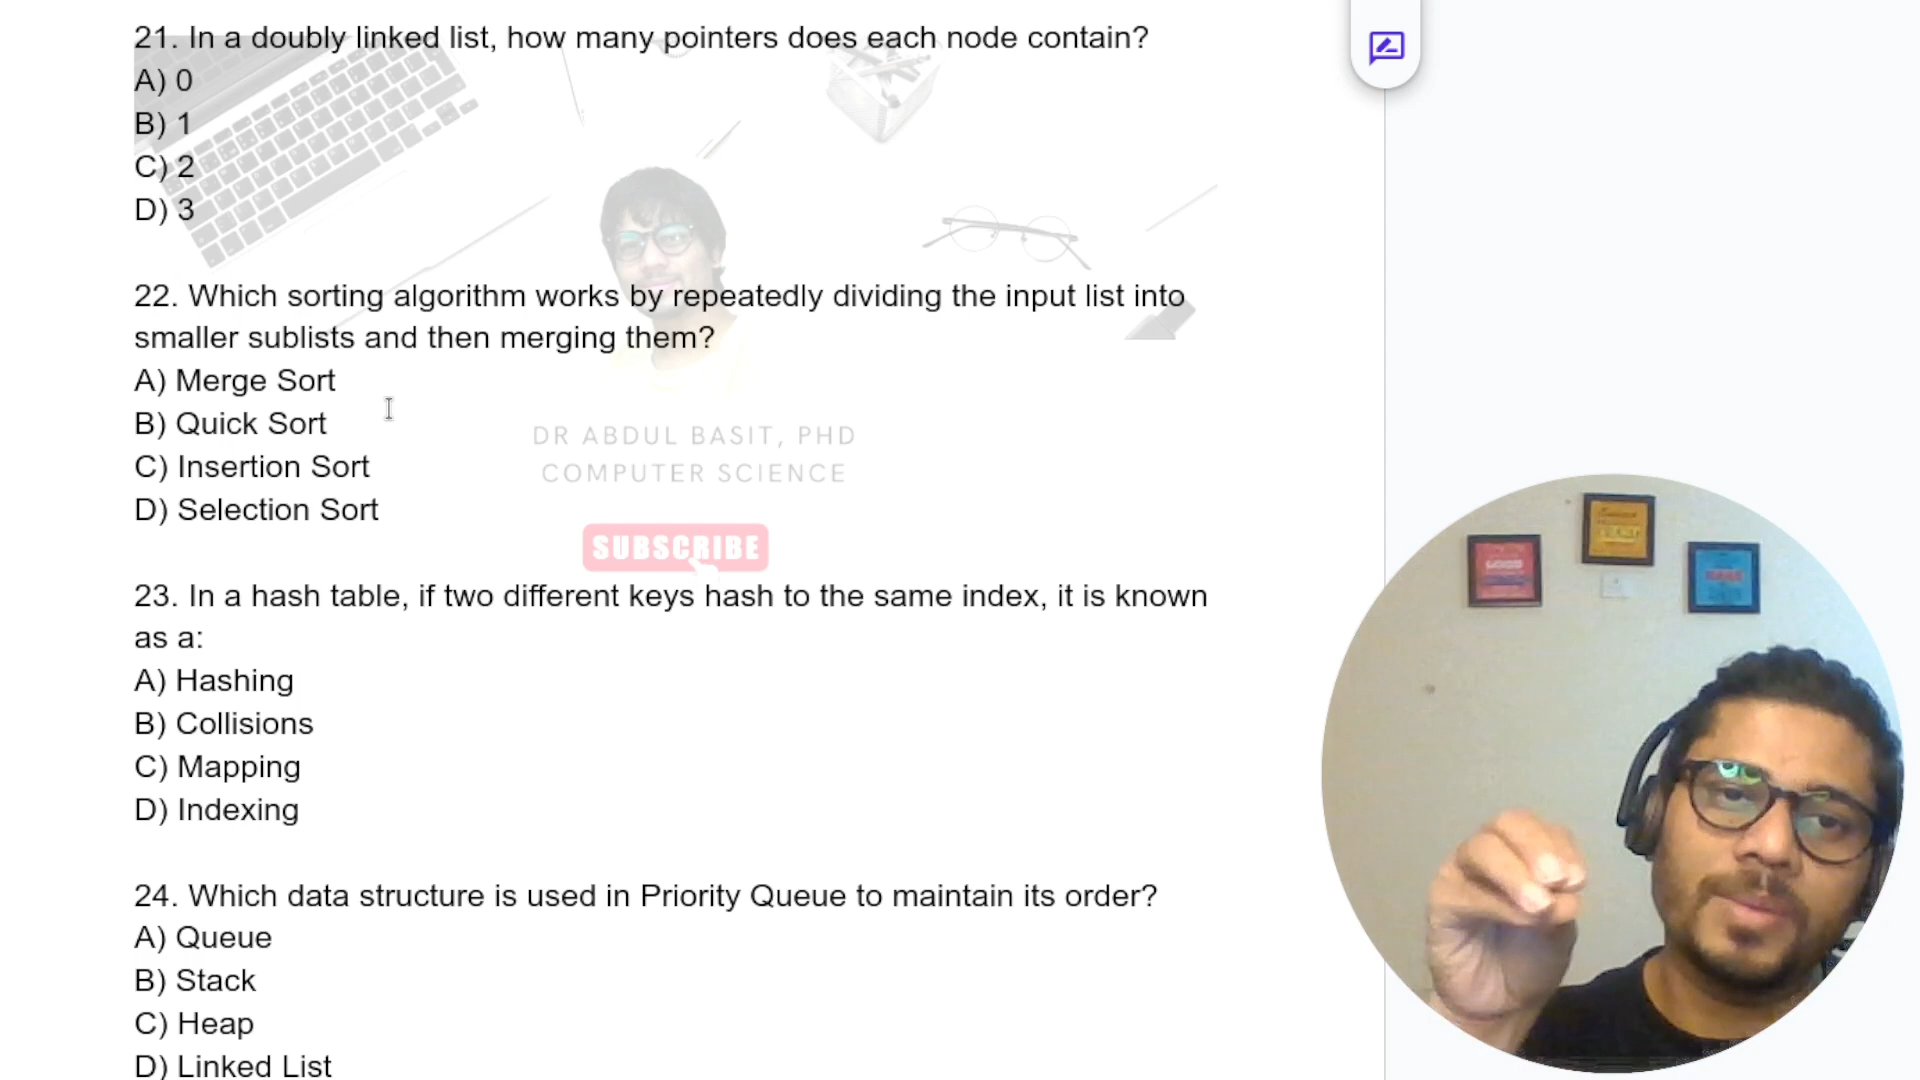 21. In a doubly linked list, how many pointers does each node contain?
A) 0
B) 1
C) 2
D) 3
22. Which sorting algorithm works by repeatedly dividing the input list into
smaller sublists and then merging them?
A) Merge Sort
B) Quick Sort
C) Insertion Sort
D) Selection Sort
DR ABDUL BASIT, PHD
COMPUTER SCIENCE
SUBSCRIBE
23. In a hash table, if two different keys hash to the same index, it is known
as a:
A) Hashing
B) Collisions
C) Mapping
D) Indexing
24. Which data structure is used in Priority Queue to maintain its order?
A) Queue
B) Stack
C) Heap
D) Linked List